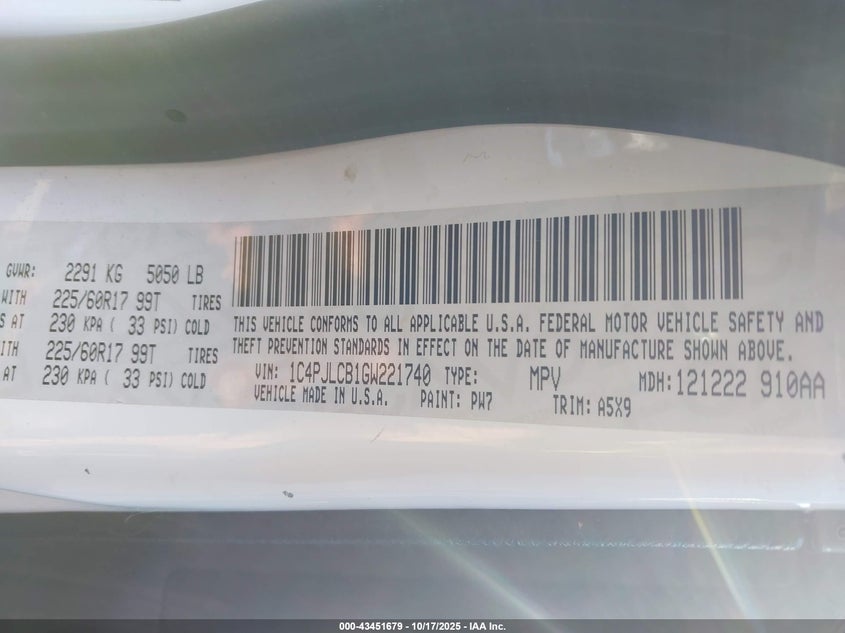 GVWR: 2291 KG 5050 LB
WITH 225/60R17 99T TIRES
S AT 230 KPA ( 33 PSI) COLD
ITH 225/60R17 99T TIRES
AT 230 KPA ( 33 PSI) COLD
THIS VEHICLE CONFORMS TO ALL APPLICABLE U.S.A. FEDERAL MOTOR VEHICLE SAFETY AND
THEFT PREVENTION STANDARDS IN EFFECT ON THE DATE OF MANUFACTURE SHOWN ABOVE.
VIN: 1C4PJLCB1GW221740 TYPE: MPV MDH: 121222 910AA
VEHICLE MADE IN U.S.A. PAINT: PW7 TRIM: A5X9
000-43451679 - 10/17/2025 - IAA Inc.